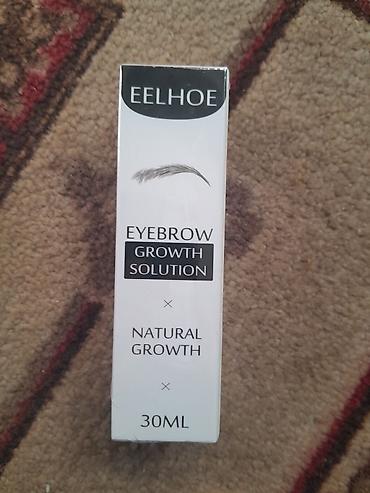 EELHOE
EYEBROW
GROWTH
SOLUTION
×
NATURAL
GROWTH
×
30ML